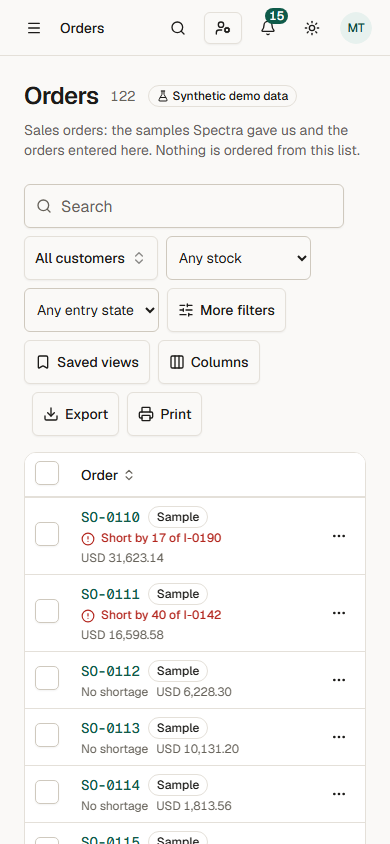 Orders
15
MT
Orders 122 Synthetic demo data
Sales orders: the samples Spectra gave us and the
orders entered here. Nothing is ordered from this list.
Search
All customers Any stock
Any entry state More filters
Saved views Columns
Export Print
Order
SO-0110 Sample
Short by 17 of I-0190
USD 31,623.14
SO-0111 Sample
Short by 40 of I-0142
USD 16,598.58
SO-0112 Sample
No shortage USD 6,228.30
SO-0113 Sample
No shortage USD 10,131.20
SO-0114 Sample
No shortage USD 1,813.56
SO-0115 Sample